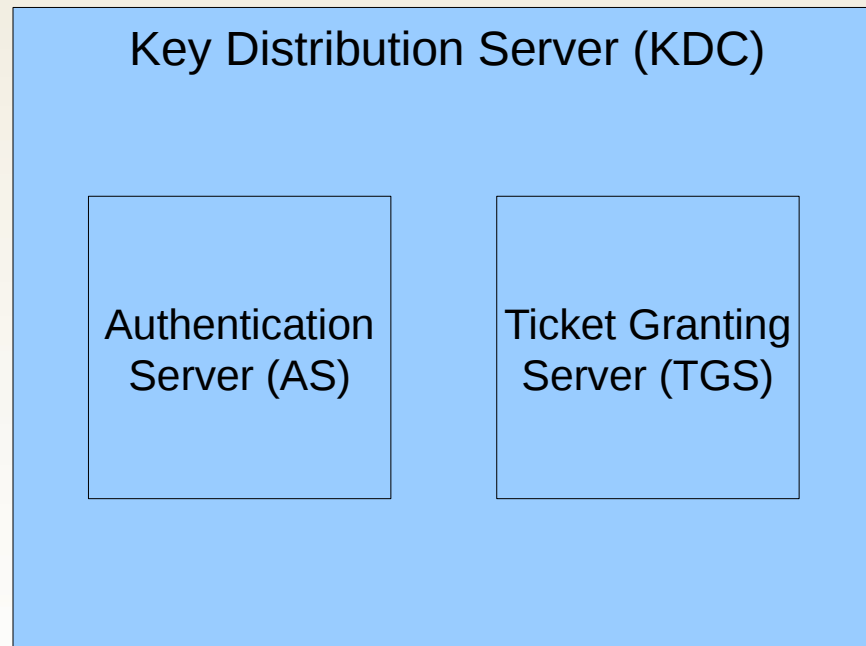 Key Distribution Server (KDC)
Authentication
Server (AS)
Ticket Granting
Server (TGS)